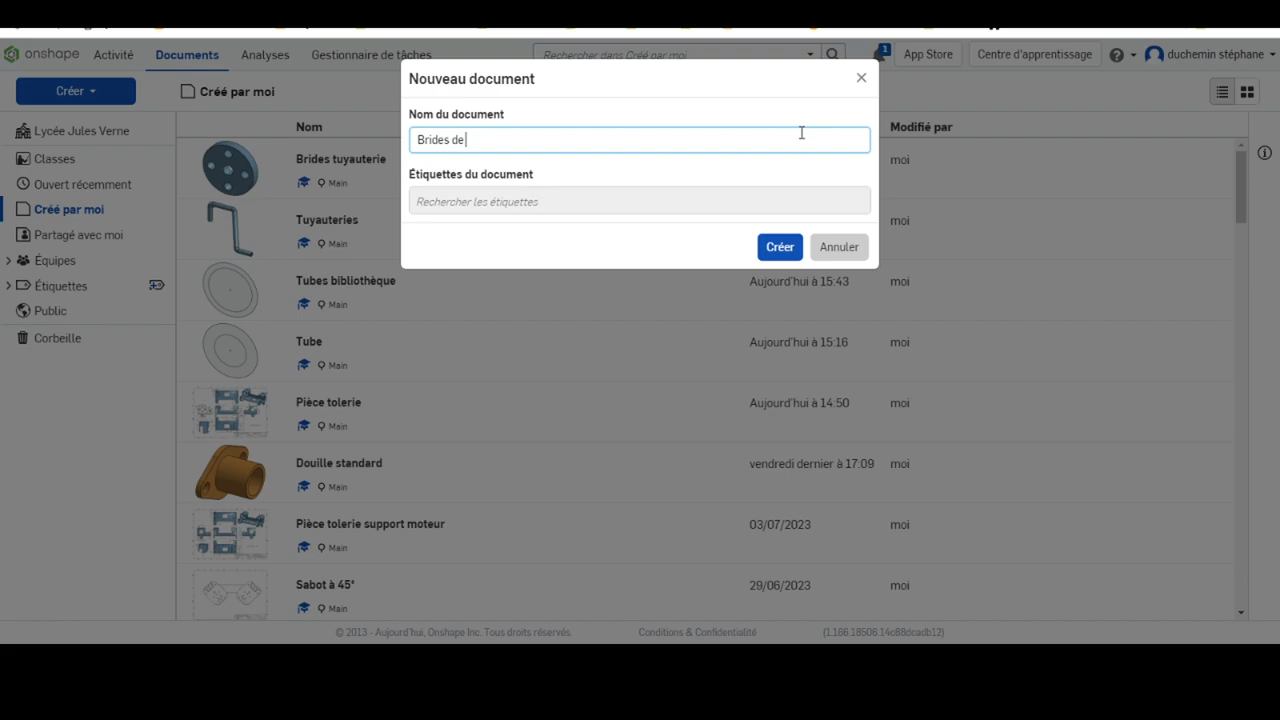 onshape
Activité
Documents
Analyses
Gestionnaire de tâches
Rechercher dans Créé par moi
1
App Store
Centre d'apprentissage
duchemin stéphane
Créer
Créé par moi
Nouveau document
Nom du document
Brides de
Étiquettes du document
Rechercher les étiquettes
Créer
Annuler
Lycée Jules Verne
Classes
Ouvert récemment
Créé par moi
Partagé avec moi
Équipes
Étiquettes
Public
Corbeille
Nom
Modifié par
Brides tuyauterie
Main
moi
Tuyauteries
Main
moi
Tubes bibliothèque
Main
Aujourd'hui à 15:43
moi
Tube
Main
Aujourd'hui à 15:16
moi
Pièce tolerie
Main
Aujourd'hui à 14:50
moi
Douille standard
Main
vendredi dernier à 17:09
moi
Pièce tolerie support moteur
Main
03/07/2023
moi
Sabot à 45°
Main
29/06/2023
moi
© 2013 - Aujourd'hui, Onshape Inc. Tous droits réservés.
Conditions & Confidentialité
(1.166.18506.14c88dcadb12)